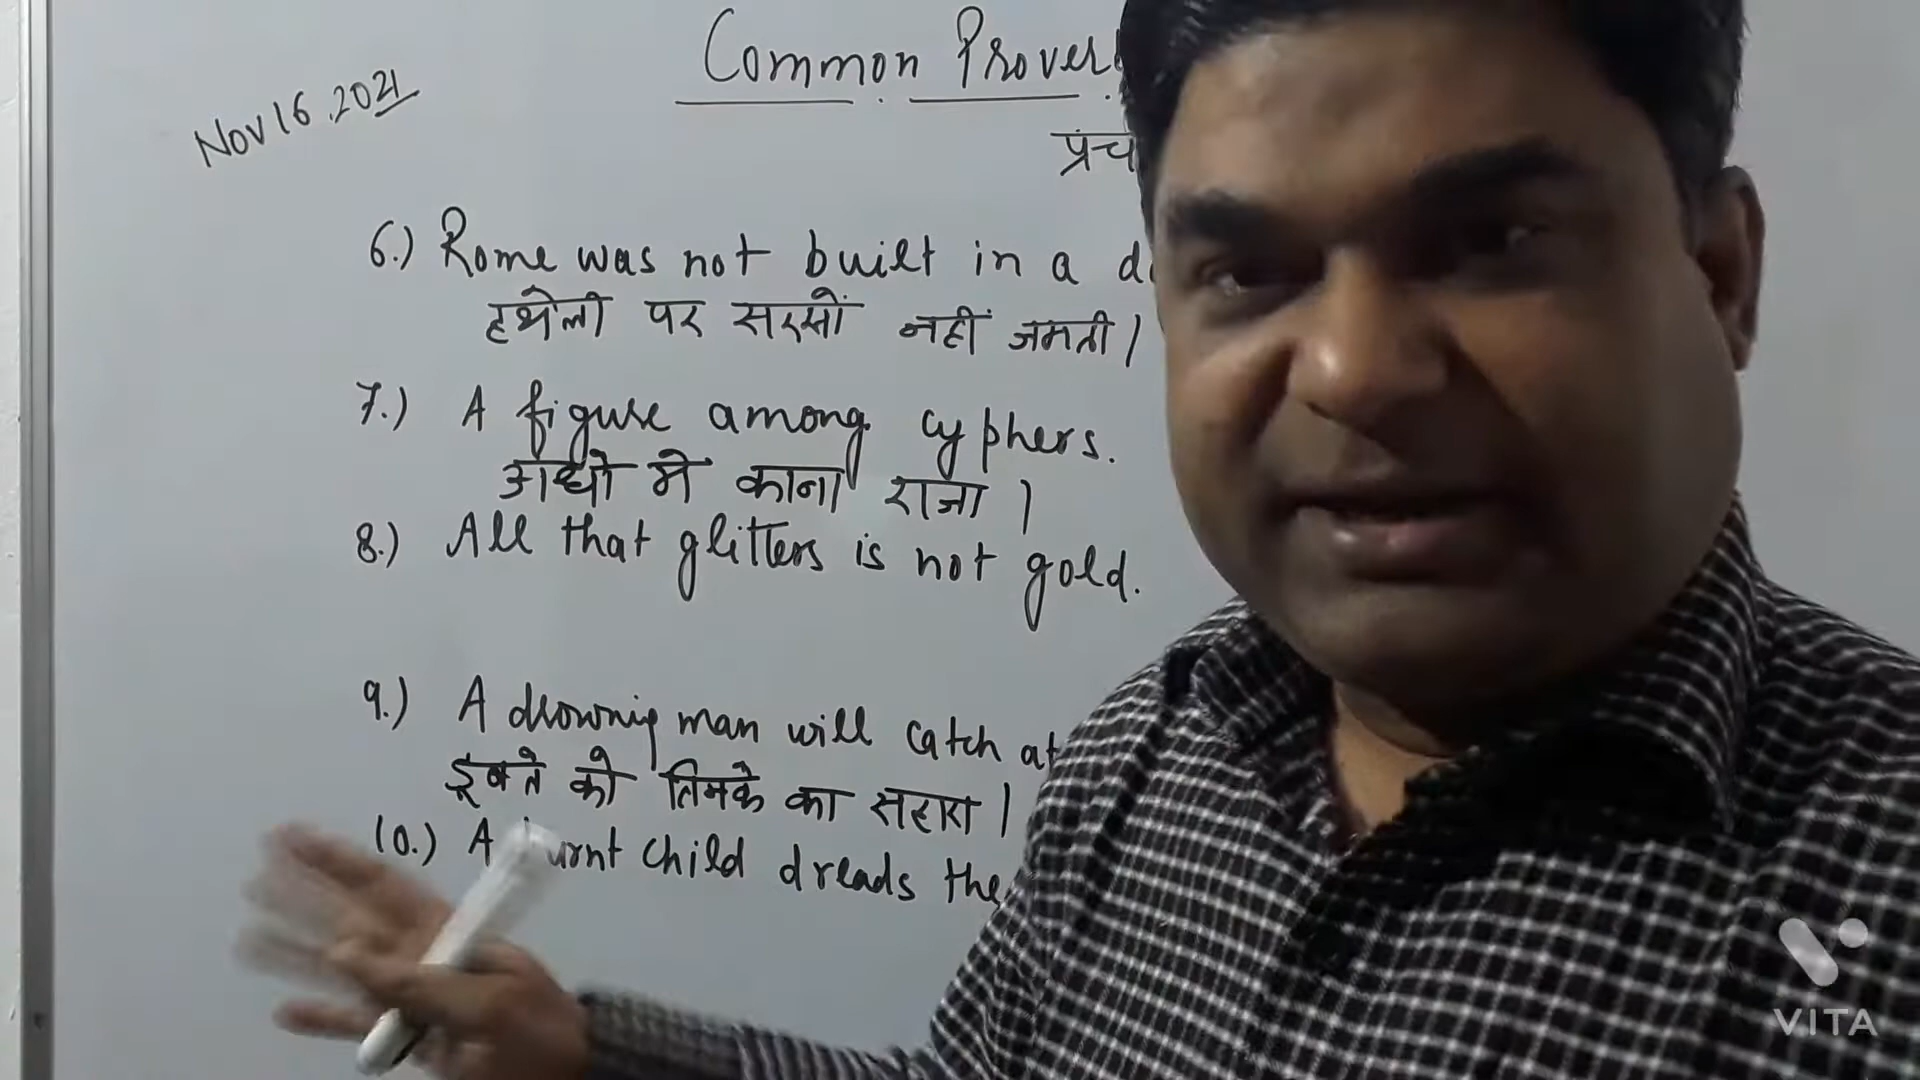 Common Prover
Nov 16, 2021
प्रच
6.) Rome was not built in a d
हथेली पर सरसों नहीं जमती।
7.) A figure among cyphers.
आंधो मे काना राजा।
8.) All that glitters is not gold.
9.) A drowning man will catch at
डूबते को तिनके का सहारा।
10.) A burnt child dreads the
VITA